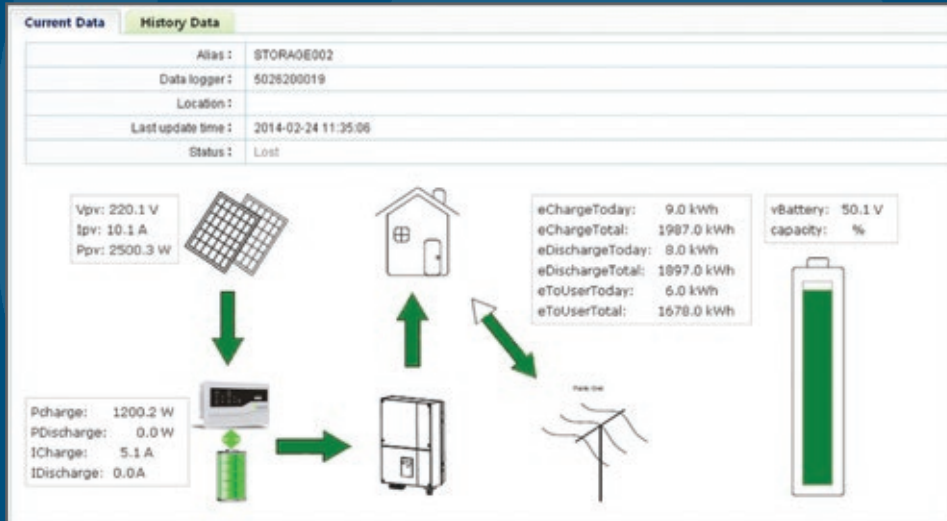 Current Data
History Data
Alias :
STORAGE002
Data logger :
5026200019
Location :
Last update time :
2014-02-24 11:35:06
Status :
Lost
Vpv: 220.1 V
Ipv: 10.1 A
Ppv: 2500.3 W
eChargeToday: 9.0 kWh
eChargeTotal: 1987.0 kWh
eDischargeToday: 8.0 kWh
eDischargeTotal: 1897.0 kWh
eToUserToday: 6.0 kWh
eToUserTotal: 1678.0 kWh
vBattery: 50.1 V
capacity: %
Pcharge: 1200.2 W
PDischarge: 0.0 W
ICharge: 5.1 A
IDischarge: 0.0A